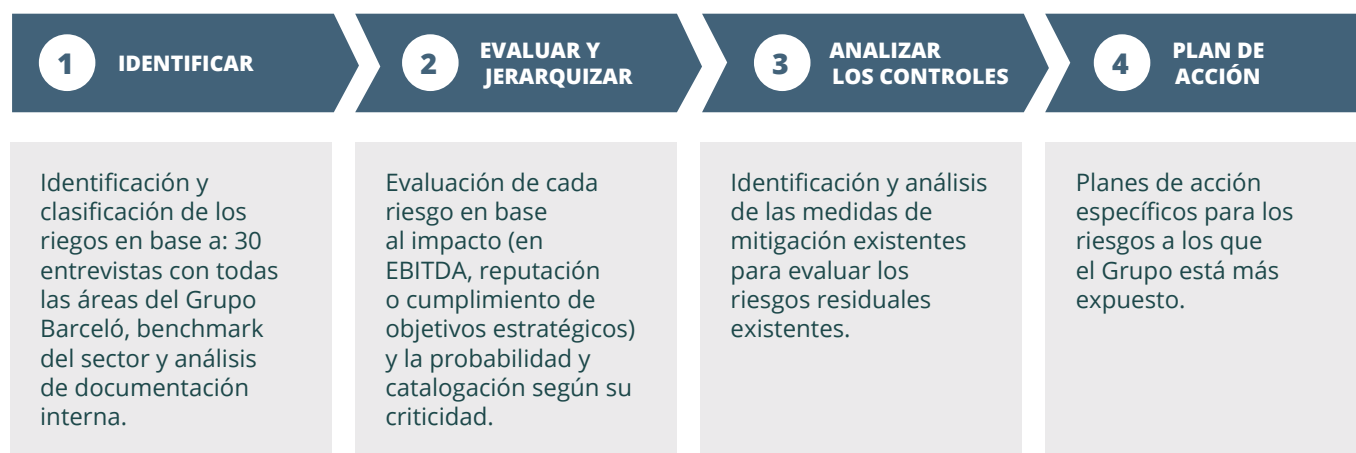 1
IDENTIFICAR
2
EVALUAR Y
JERARQUIZAR
3
ANALIZAR
LOS CONTROLES
4
PLAN DE
ACCIÓN
Identificación y
clasificación de los
riegos en base a: 30
entrevistas con todas
las áreas del Grupo
Barceló, benchmark
del sector y análisis
de documentación
interna.
Evaluación de cada
riesgo en base
al impacto (en
EBITDA, reputación
o cumplimiento de
objetivos estratégicos)
y la probabilidad y
catalogación según su
criticidad.
Identificación y análisis
de las medidas de
mitigación existentes
para evaluar los
riesgos residuales
existentes.
Planes de acción
específicos para los
riesgos a los que
el Grupo está más
expuesto.